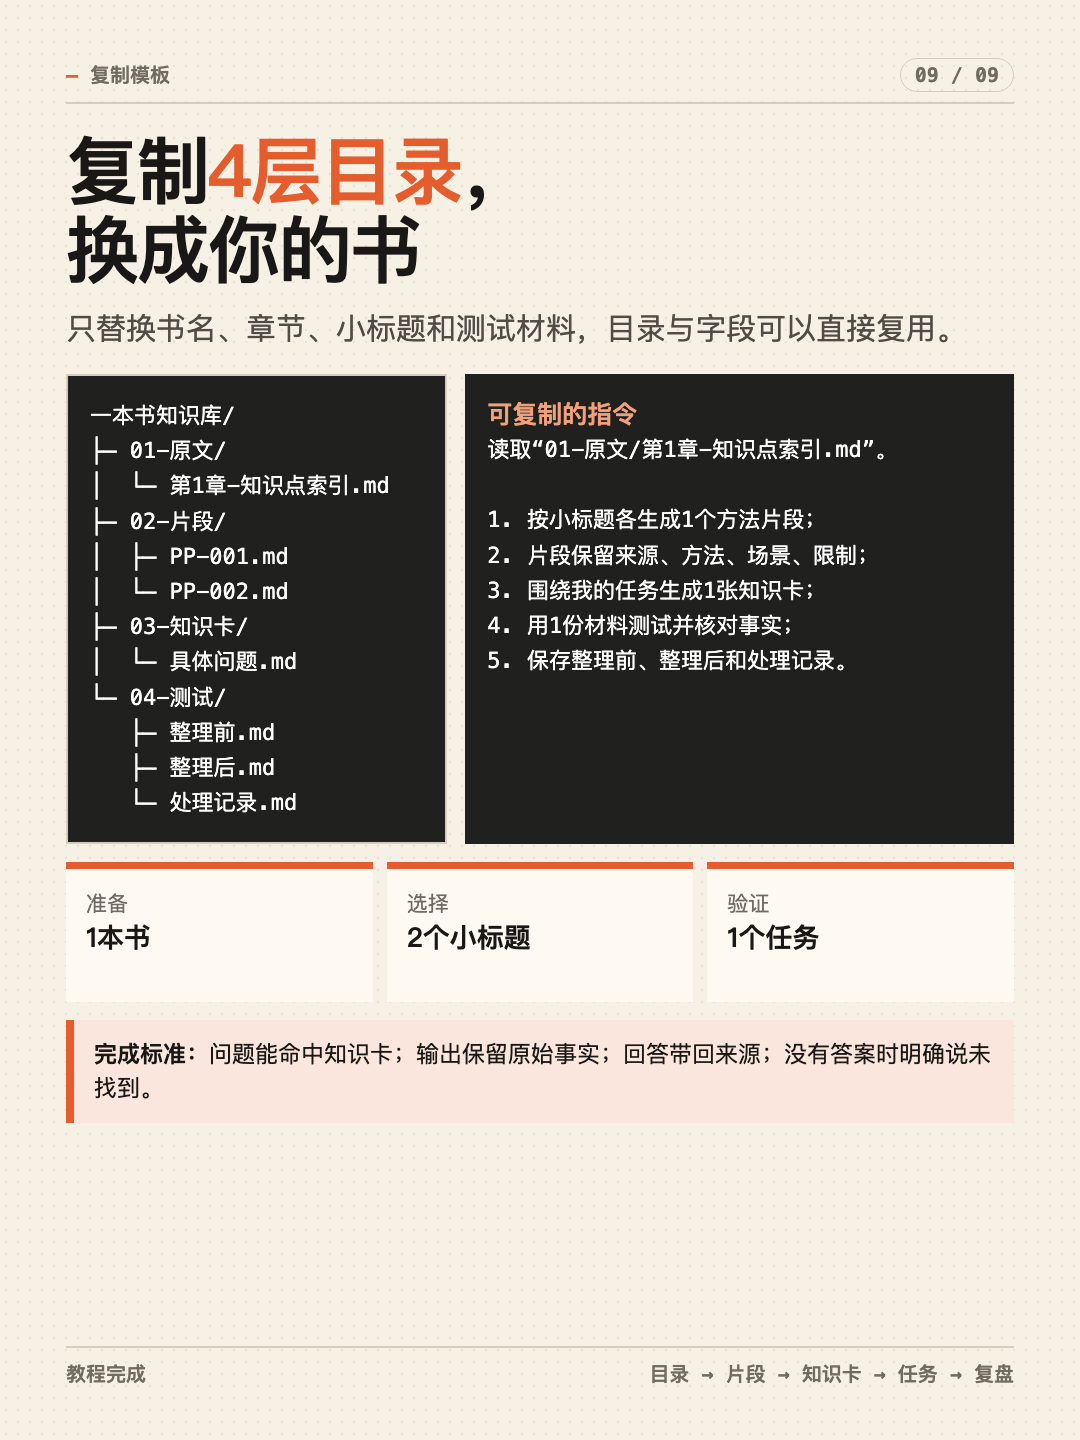 — 复制模板
09 / 09
复制4层目录，
换成你的书
只替换书名、章节、小标题和测试材料，目录与字段可以直接复用。
一本书知识库/
├─ 01-原文/
│  └─ 第1章-知识点索引.md
├─ 02-片段/
│  ├─ PP-001.md
│  └─ PP-002.md
├─ 03-知识卡/
│  └─ 具体问题.md
└─ 04-测试/
   ├─ 整理前.md
   ├─ 整理后.md
   └─ 处理记录.md
可复制的指令
读取“01-原文/第1章-知识点索引.md”。
1. 按小标题各生成1个方法片段；
2. 片段保留来源、方法、场景、限制；
3. 围绕我的任务生成1张知识卡；
4. 用1份材料测试并核对事实；
5. 保存整理前、整理后和处理记录。
准备
1本书
选择
2个小标题
验证
1个任务
完成标准：问题能命中知识卡；输出保留原始事实；回答带回来源；没有答案时明确说未
找到。
教程完成
目录 → 片段 → 知识卡 → 任务 → 复盘